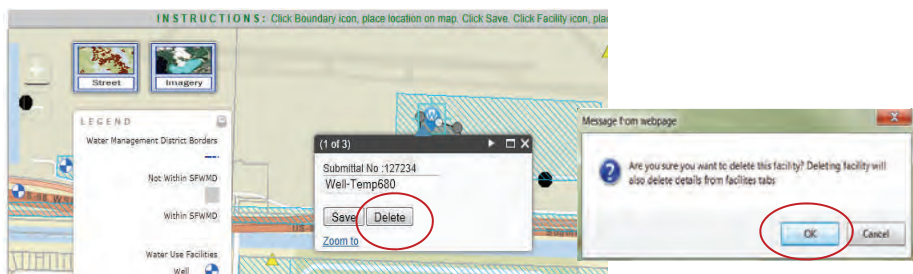 INSTRUCTIONS: Click Boundary icon, place location on map. Click Save. Click Facility icon, pla
Street
Imagery
LEGEND
Water Management District Borders
Not Within SFWMD
Within SFWMD
Water Use Facilities
Well
W
(1 of 3)
Submittal No :127234
Well-Temp680
Save
Delete
Zoom to
Message from webpage
Are you sure you want to delete this facility? Deleting facility will
also delete details from facilites tabs
OK
Cancel